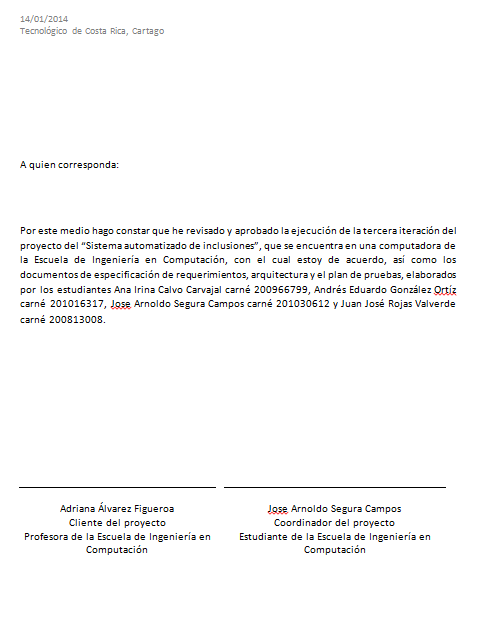 14/01/2014
Tecnológico de Costa Rica, Cartago
A quien corresponda:
Por este medio hago constar que he revisado y aprobado la ejecución de la tercera iteración del
proyecto del “Sistema automatizado de inclusiones”, que se encuentra en una computadora de
la Escuela de Ingeniería en Computación, con el cual estoy de acuerdo, así como los
documentos de especificación de requerimientos, arquitectura y el plan de pruebas, elaborados
por los estudiantes Ana Irina Calvo Carvajal carné 200966799, Andrés Eduardo González Ortíz
carné 201016317, Jose Arnoldo Segura Campos carné 201030612 y Juan José Rojas Valverde
carné 200813008.
Adriana Álvarez Figueroa
Cliente del proyecto
Profesora de la Escuela de Ingeniería en
Computación
Jose Arnoldo Segura Campos
Coordinador del proyecto
Estudiante de la Escuela de Ingeniería en
Computación